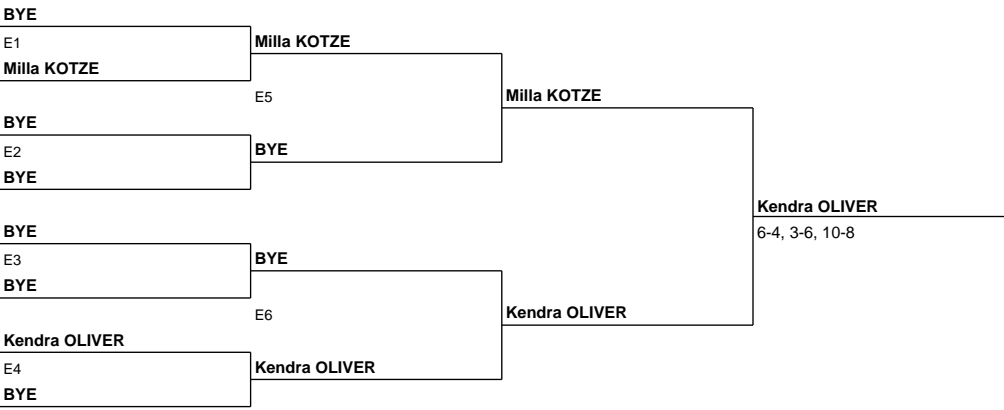 BYE
E1
Milla KOTZE
Milla KOTZE
E5
Milla KOTZE
BYE
E2
BYE
BYE
Kendra OLIVER
6-4, 3-6, 10-8
BYE
E3
BYE
BYE
E6
Kendra OLIVER
Kendra OLIVER
E4
Kendra OLIVER
BYE